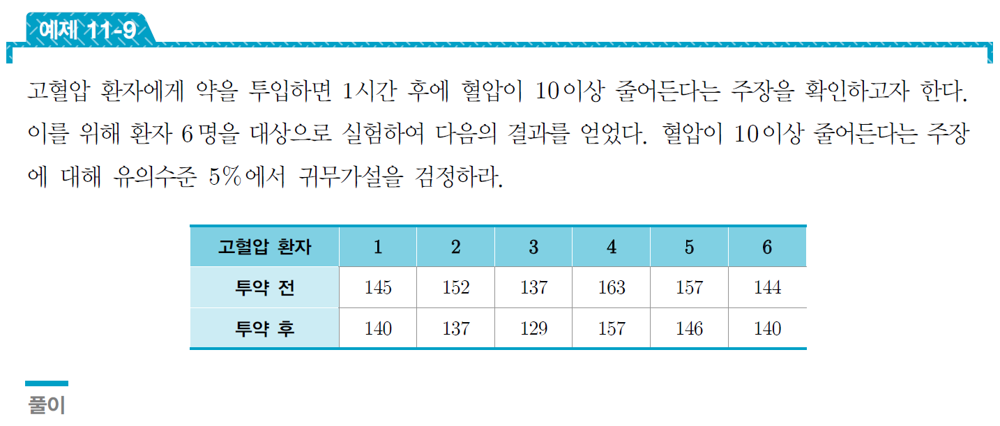 예제 11-9
고혈압 환자에게 약을 투입하면 1시간 후에 혈압이 10이상 줄어든다는 주장을 확인하고자 한다.
이를 위해 환자 6명을 대상으로 실험하여 다음의 결과를 얻었다. 혈압이 10이상 줄어든다는 주장
에 대해 유의수준 5%에서 귀무가설을 검정하라.
고혈압 환자 1 2 3 4 5 6
투약 전 145 152 137 163 157 144
투약 후 140 137 129 157 146 140
풀이